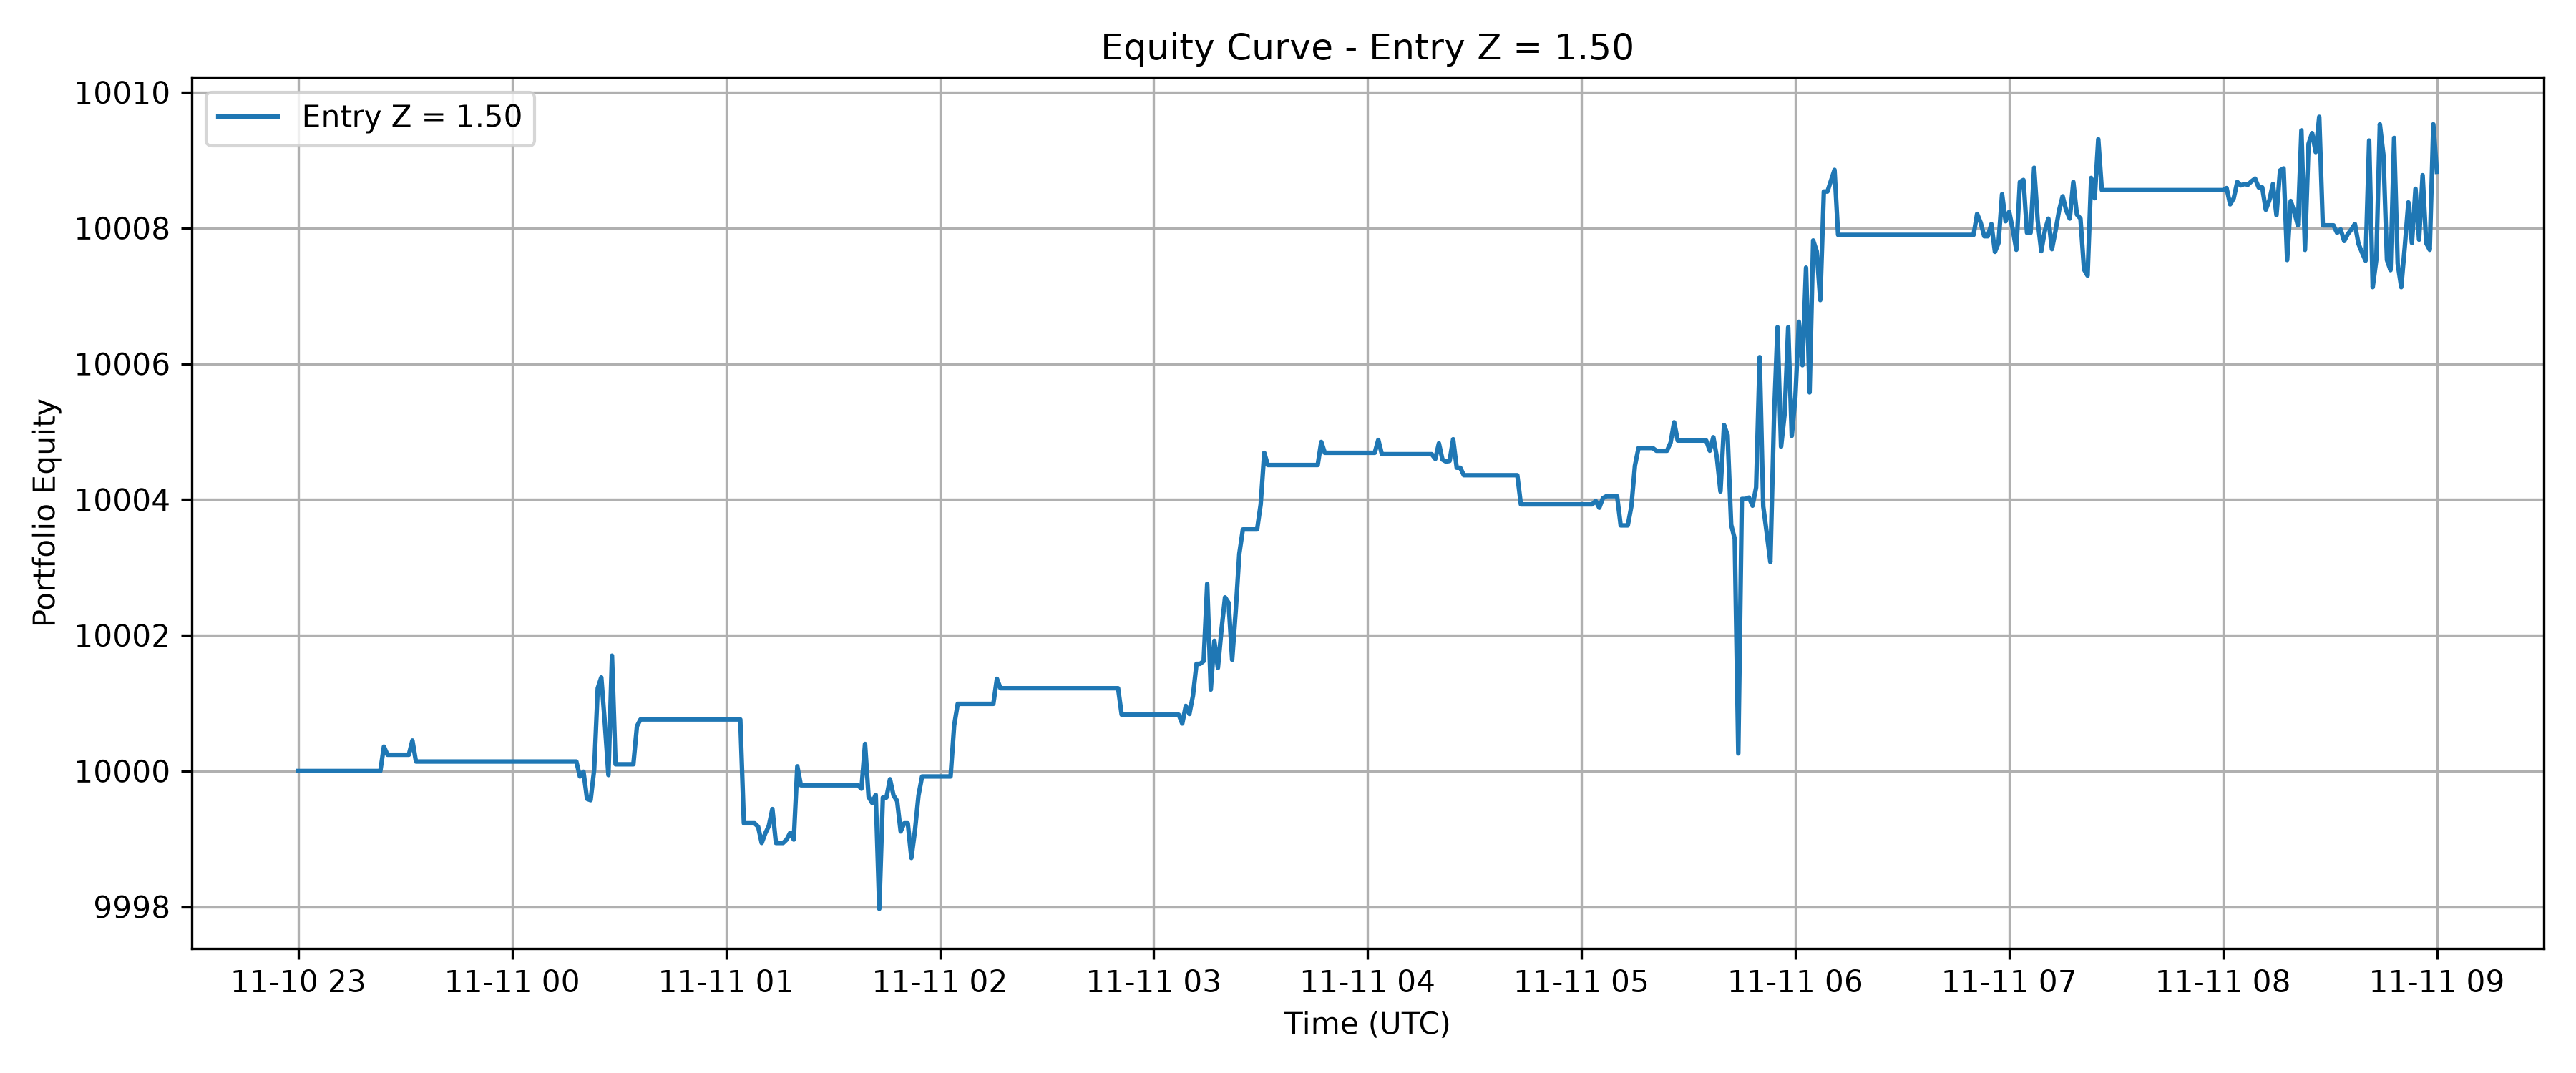 Equity Curve - Entry Z = 1.50
Entry Z = 1.50
Portfolio Equity
10010
10008
10006
10004
10002
10000
9998
11-10 23 11-11 00 11-11 01 11-11 02 11-11 03 11-11 04 11-11 05 11-11 06 11-11 07 11-11 08 11-11 09
Time (UTC)